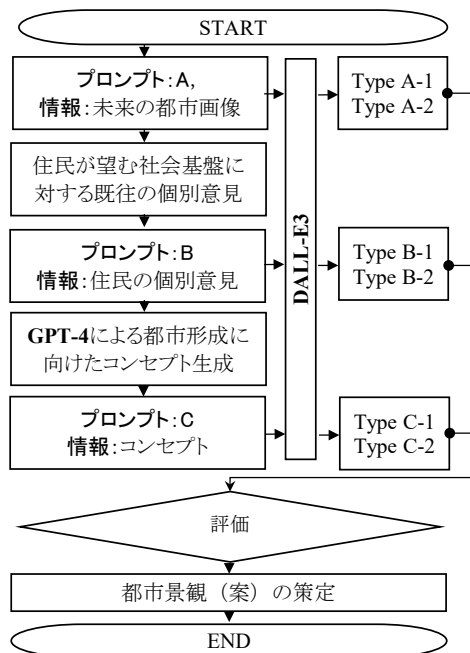 START
プロンプト:A,
情報:未来の都市画像
Type A-1
Type A-2
住民が望む社会基盤に
対する既往の個別意見
DALL-E3
プロンプト:B
情報:住民の個別意見
Type B-1
Type B-2
GPT-4による都市形成に
向けたコンセプト生成
プロンプト:C
情報:コンセプト
Type C-1
Type C-2
評価
都市景観（案）の策定
END